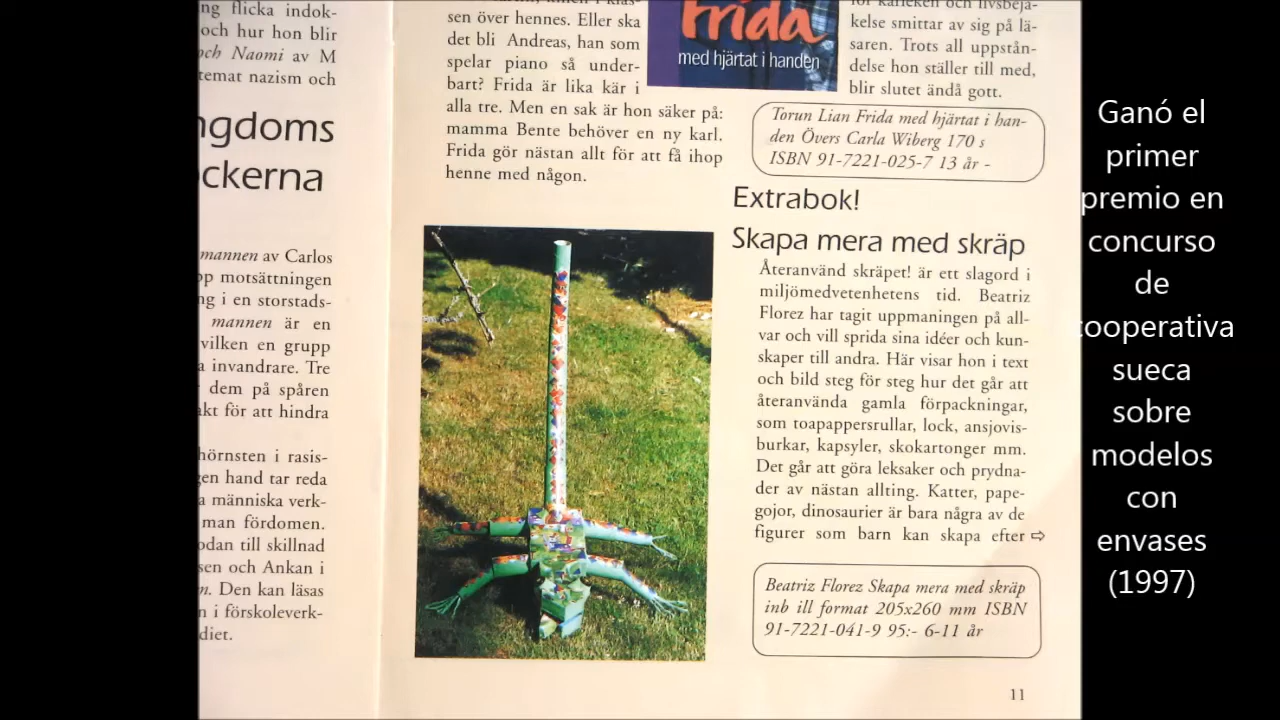 ng flicka indok-
och hur hon blir
och Naomi av M
temat nazism och
ngdoms
ckerna
mannen av Carlos
pp motsättningen
ng i en storstads-
mannen är en
vilken en grupp
a invandrare. Tre
dem på spåren
akt för att hindra
hörnsten i rasis-
gen hand tar reda
a människa verk-
man fördomen.
odan till skillnad
sen och Ankan i
n. Den kan läsas
n i förskoleverk-
diet.
sen över hennes. Eller ska
det bli Andreas, han som
spelar piano så under-
bart? Frida är lika kär i
alla tre. Men en sak är hon säker på:
mamma Bente behöver en ny karl.
Frida gör nästan allt för att få ihop
henne med någon.
Frida
med hjärtat i handen
för kärleken och livsbeja-
kelse smittar av sig på lä-
saren. Trots all uppstån-
delse hon ställer till med,
blir slutet ändå gott.
Torun Lian Frida med hjärtat i han-
den Övers Carla Wiberg 170 s
ISBN 91-7221-025-7 13 år -
Extrabok!
Skapa mera med skräp
Återanvänd skräpet! är ett slagord i
miljömedvetenhetens tid. Beatriz
Florez har tagit uppmaningen på all-
var och vill sprida sina idéer och kun-
skaper till andra. Här visar hon i text
och bild steg för steg hur det går att
återanvända gamla förpackningar,
som toapappersrullar, lock, ansjovis-
burkar, kapsyler, skokartonger mm.
Det går att göra leksaker och prydna-
der av nästan allting. Katter, pape-
gojor, dinosaurier är bara några av de
figurer som barn kan skapa efter ⇨
Beatriz Florez Skapa mera med skräp
inb ill format 205x260 mm ISBN
91-7221-041-9 95:- 6-11 år
11
Ganó el
primer
premio en
concurso
de
cooperativa
sueca
sobre
modelos
con
envases
(1997)